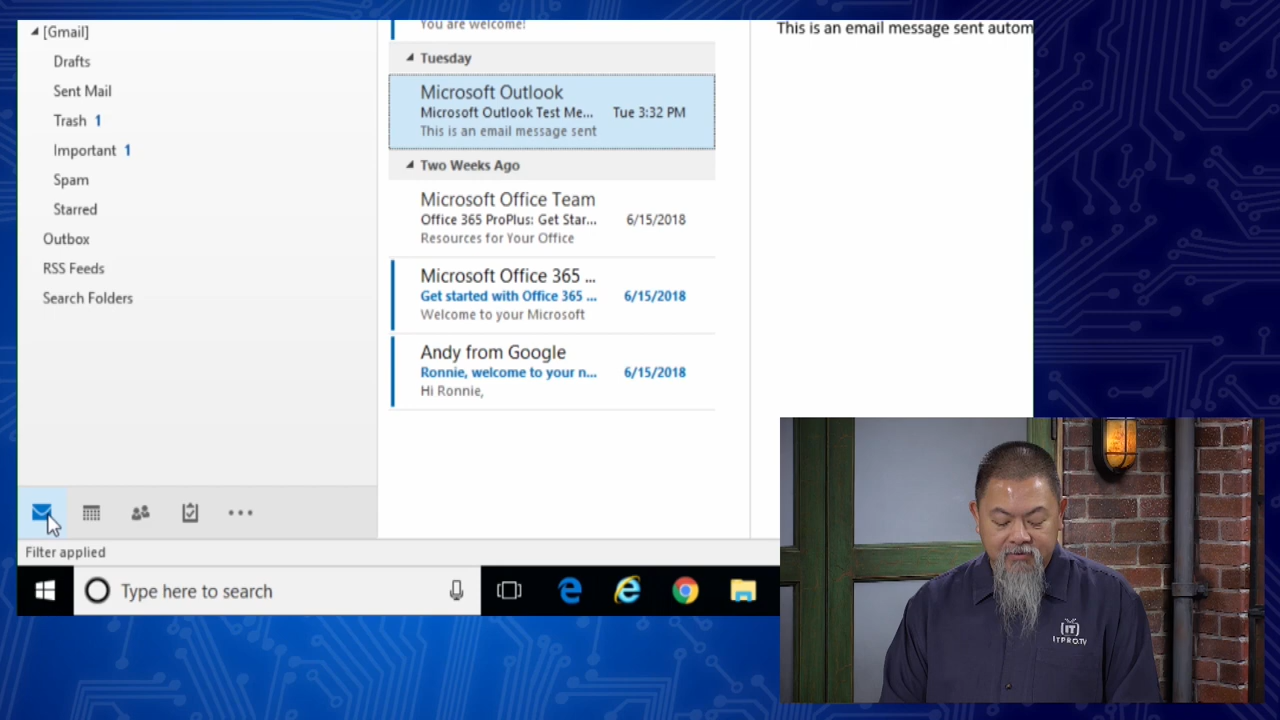 [Gmail]
Drafts
Sent Mail
Trash 1
Important 1
Spam
Starred
Outbox
RSS Feeds
Search Folders
Filter applied
Type here to search
You are welcome!
Tuesday
Microsoft Outlook
Microsoft Outlook Test Me... Tue 3:32 PM
This is an email message sent
Two Weeks Ago
Microsoft Office Team
Office 365 ProPlus: Get Star... 6/15/2018
Resources for Your Office
Microsoft Office 365 ...
Get started with Office 365 ... 6/15/2018
Welcome to your Microsoft
Andy from Google
Ronnie, welcome to your n... 6/15/2018
Hi Ronnie,
This is an email message sent autom
IT
ITPRO.TV